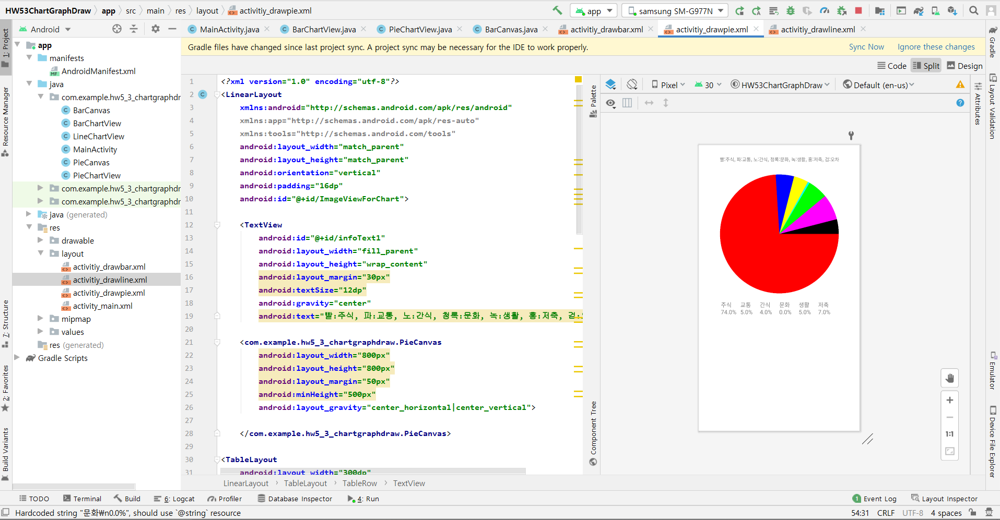 HW53ChartGraphDraw app src main res layout activitiy_drawpie.xml
app samsung SM-G977N
Android
MainActivity.java BarChartView.java PieChartView.java BarCanvas.java activitiy_drawbar.xml activitiy_drawpie.xml activitiy_drawline.xml
Gradle files have changed since last project sync. A project sync may be necessary for the IDE to work properly.
Sync Now Ignore these changes
Code Split Design
1: Project
Resource Manager
7: Structure
2: Favorites
Build Variants
app
manifests
AndroidManifest.xml
java
com.example.hw5_3_chartgraphdr
BarCanvas
BarChartView
LineChartView
MainActivity
PieCanvas
PieChartView
com.example.hw5_3_chartgraphdr
com.example.hw5_3_chartgraphdr
java (generated)
res
drawable
layout
activitiy_drawbar.xml
activitiy_drawline.xml
activitiy_drawpie.xml
activity_main.xml
mipmap
values
res (generated)
Gradle Scripts
1 <?xml version="1.0" encoding="utf-8"?>
2 <LinearLayout
3 xmlns:android="http://schemas.android.com/apk/res/android"
4 xmlns:app="http://schemas.android.com/apk/res-auto"
5 xmlns:tools="http://schemas.android.com/tools"
6 android:layout_width="match_parent"
7 android:layout_height="match_parent"
8 android:orientation="vertical"
9 android:padding="16dp"
10 android:id="@+id/ImageViewForChart">
11
12 <TextView
13 android:id="@+id/infoText1"
14 android:layout_width="fill_parent"
15 android:layout_height="wrap_content"
16 android:layout_margin="30px"
17 android:textSize="12dp"
18 android:gravity="center"
19 android:text="빨:주식, 파:교통, 노:간식, 청록:문화, 녹:생활, 홍:저축, 검:
20
21 <com.example.hw5_3_chartgraphdraw.PieCanvas
22 android:layout_width="800px"
23 android:layout_height="800px"
24 android:layout_margin="50px"
25 android:minHeight="500px"
26 android:layout_gravity="center_horizontal|center_vertical">
27
28 </com.example.hw5_3_chartgraphdraw.PieCanvas>
29
30 <TableLayout
31 android:layout_width="300dp"
LinearLayout TableLayout TableRow TextView
Palette
Component Tree
Pixel 30 HW53ChartGraphDraw Default (en-us)
빨:주식, 파:교통, 노:간식, 청록:문화, 녹:생활, 홍:저축, 검:오차
주식 교통 간식 문화 생활 저축
74.0% 5.0% 4.0% 0.0% 5.0% 7.0%
1:1
Attributes
Gradle
Layout Validation
Emulator
Device File Explorer
TODO Terminal Build 6: Logcat Profiler Database Inspector 4: Run 1 Event Log Layout Inspector
Hardcoded string "문화₩n0.0%", should use `@string` resource 54:31 CRLF UTF-8 4 spaces